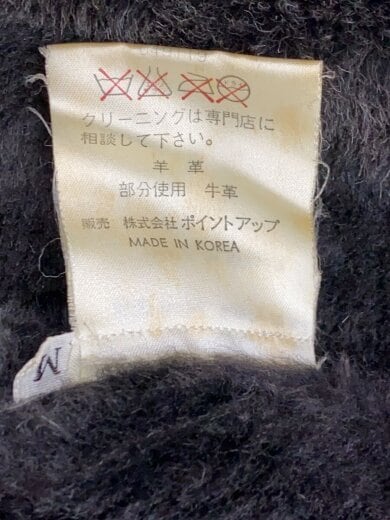 クリーニングは専門店に
相談して下さい。
羊 革
部分使用 牛革
販売 株式会社 ポイントアップ
MADE IN KOREA
M